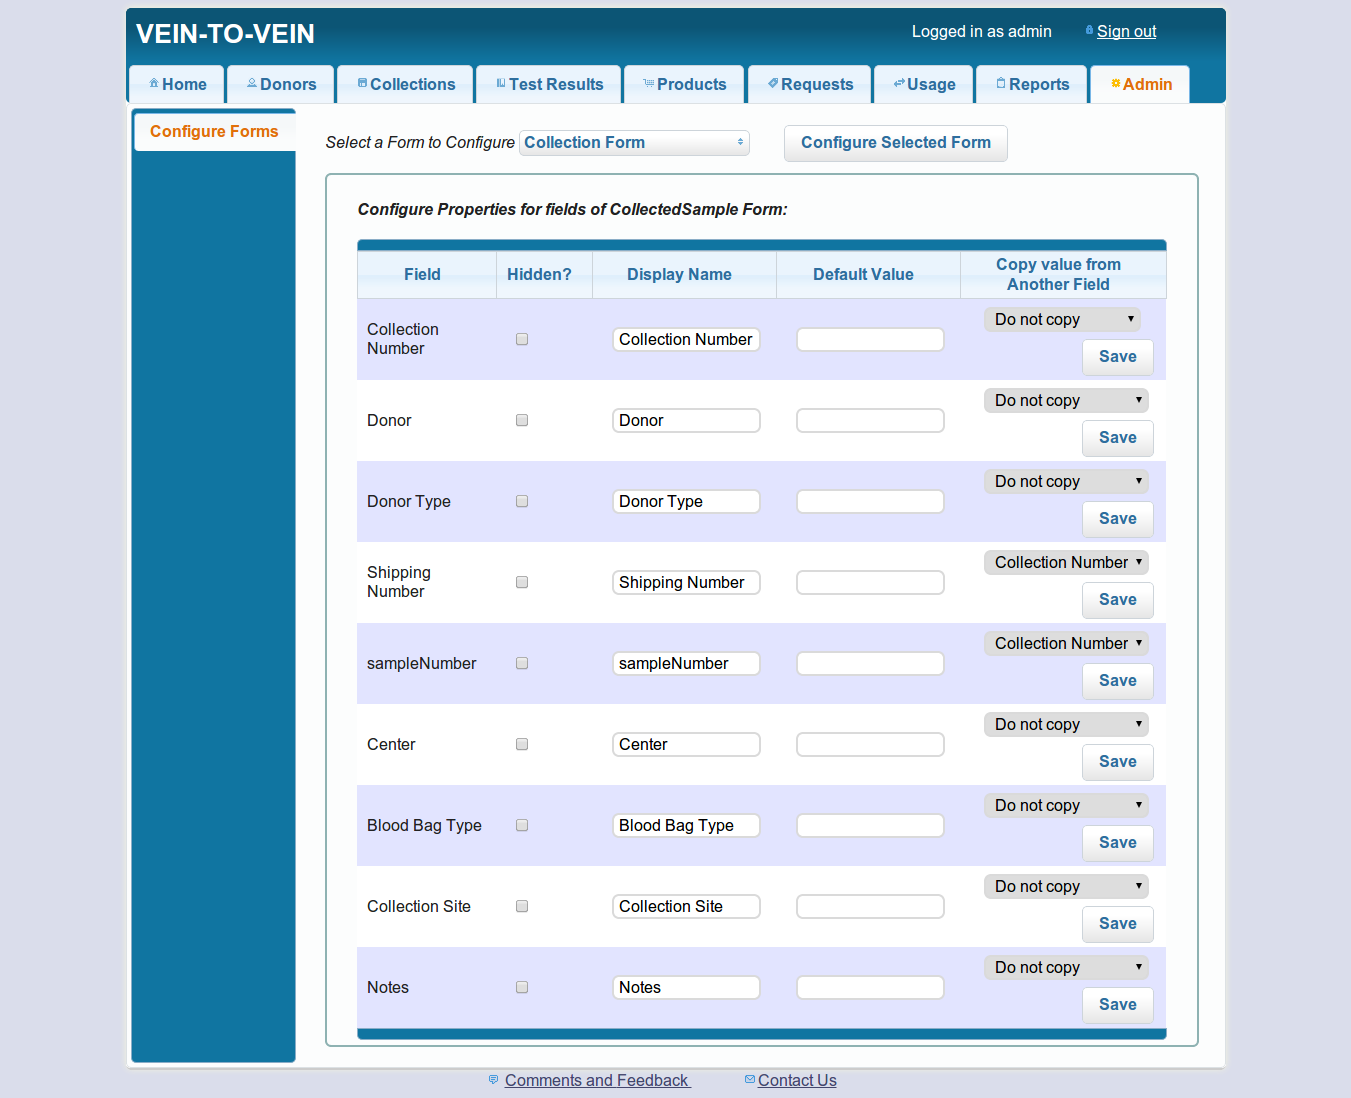 VEIN-TO-VEIN
Logged in as admin
Sign out
Home
Donors
Collections
Test Results
Products
Requests
Usage
Reports
Admin
Configure Forms
Select a Form to Configure
Collection Form
Configure Selected Form
Configure Properties for fields of CollectedSample Form:
Field
Hidden?
Display Name
Default Value
Copy value from
Another Field
Collection
Number
Collection Number
Do not copy
Save
Donor
Donor
Do not copy
Save
Donor Type
Donor Type
Do not copy
Save
Shipping
Number
Shipping Number
Collection Number
Save
sampleNumber
sampleNumber
Collection Number
Save
Center
Center
Do not copy
Save
Blood Bag Type
Blood Bag Type
Do not copy
Save
Collection Site
Collection Site
Do not copy
Save
Notes
Notes
Do not copy
Save
Comments and Feedback
Contact Us